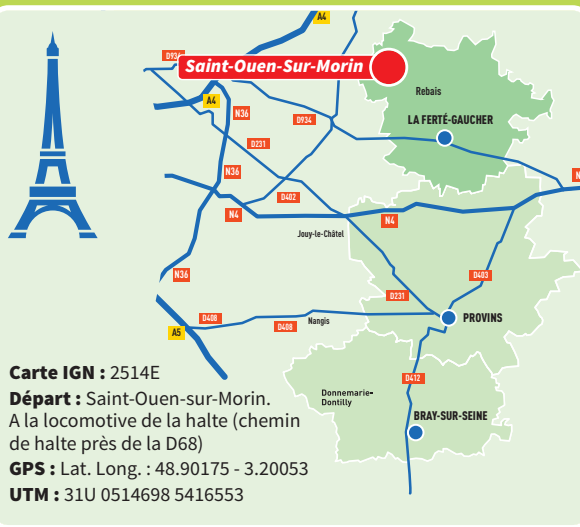 A4
D934
Saint-Ouen-Sur-Morin
Rebais
A4
N36
D934
LA FERTÉ-GAUCHER
D231
N36
D402
N4
N4
Jouy-le-Châtel
N36
D403
D231
D408
Nangis
PROVINS
A5
D408
D412
Donnemarie-
Dontilly
BRAY-SUR-SEINE
Carte IGN : 2514E
Départ : Saint-Ouen-sur-Morin.
A la locomotive de la halte (chemin
de halte près de la D68)
GPS : Lat. Long. : 48.90175 - 3.20053
UTM : 31U 0514698 5416553